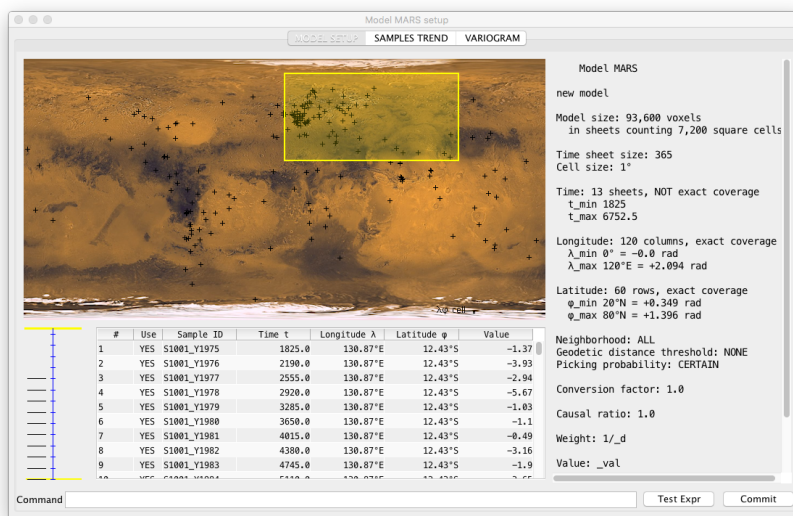 Model MARS setup
MODEL SETUP SAMPLES TREND VARIOGRAM
Model MARS
new model
Model size: 93,600 voxels
in sheets counting 7,200 square cells
Time sheet size: 365
Cell size: 1°
Time: 13 sheets, NOT exact coverage
t_min 1825
t_max 6752.5
Longitude: 120 columns, exact coverage
λ_min 0° = -0.0 rad
λ_max 120°E = +2.094 rad
Latitude: 60 rows, exact coverage
φ_min 20°N = +0.349 rad
φ_max 80°N = +1.396 rad
Neighborhood: ALL
Geodetic distance threshold: NONE
Picking probability: CERTAIN
Conversion factor: 1.0
Causal ratio: 1.0
Weight: 1/_d
Value: _val
λφ cell
# Use Sample ID Time t Longitude λ Latitude φ Value
1 YES S1001_Y1975 1825.0 130.87°E 12.43°S -1.37
2 YES S1001_Y1976 2190.0 130.87°E 12.43°S -3.93
3 YES S1001_Y1977 2555.0 130.87°E 12.43°S -2.94
4 YES S1001_Y1978 2920.0 130.87°E 12.43°S -5.67
5 YES S1001_Y1979 3285.0 130.87°E 12.43°S -1.03
6 YES S1001_Y1980 3650.0 130.87°E 12.43°S -1.1
7 YES S1001_Y1981 4015.0 130.87°E 12.43°S -0.49
8 YES S1001_Y1982 4380.0 130.87°E 12.43°S -3.16
9 YES S1001_Y1983 4745.0 130.87°E 12.43°S -1.9
Command Test Expr Commit